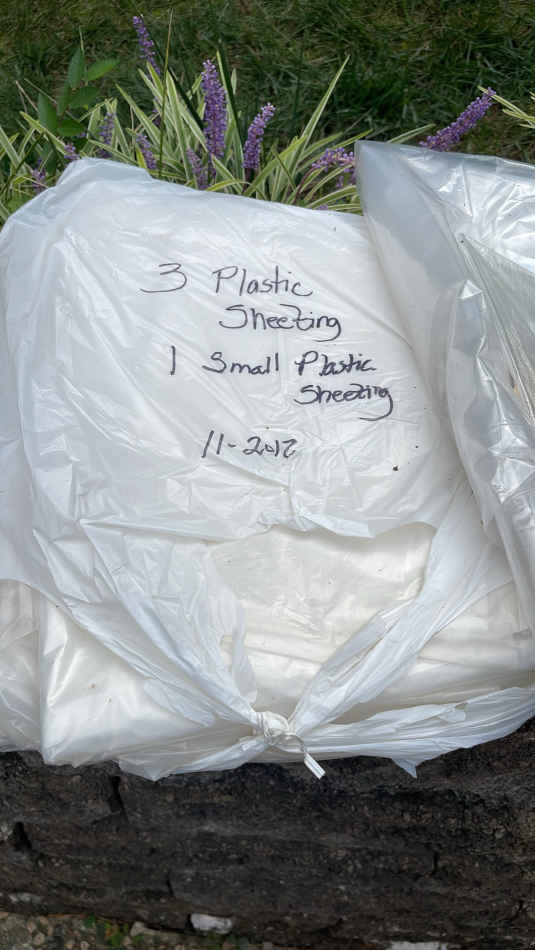 3 Plastic
Sheeting
1 Small Plastic
Sheeting
11-2012